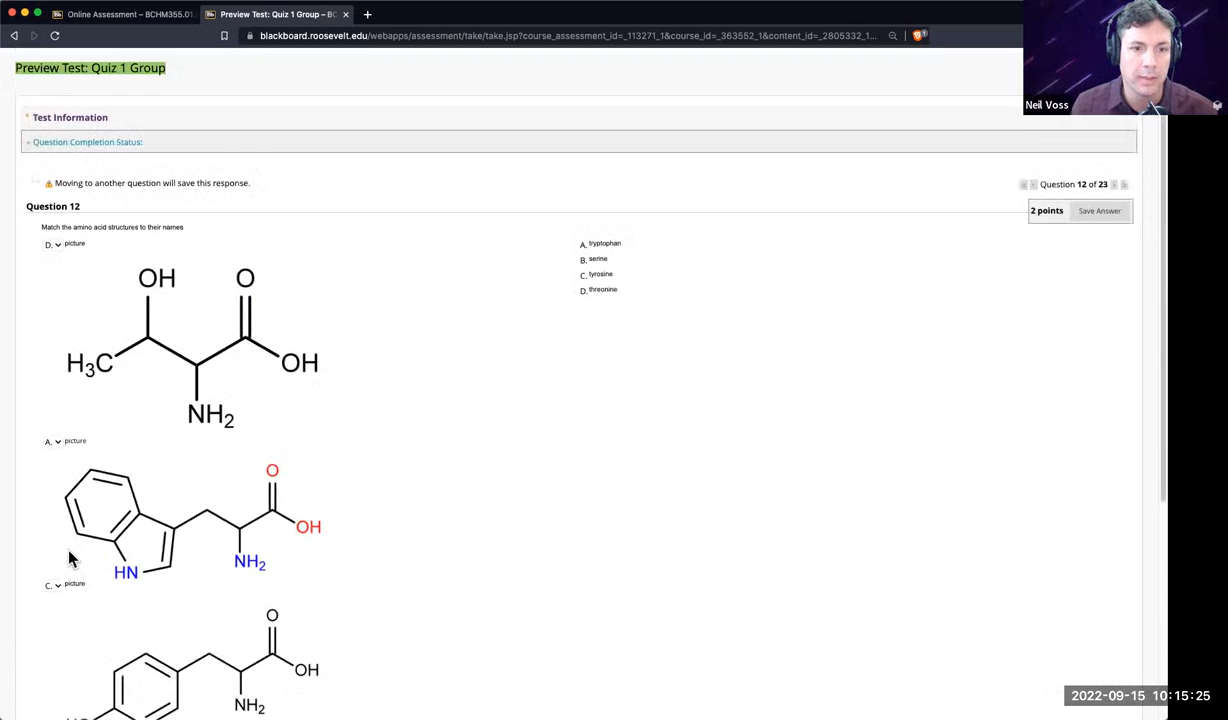 Online Assessment – BCHM355.01
Preview Test: Quiz 1 Group – BC
blackboard.roosevelt.edu/webapps/assessment/take/take.jsp?course_assessment_id=_113271_1&course_id=_363552_1&content_id=_2805332_1...
Neil Voss
Preview Test: Quiz 1 Group
Test Information
Question Completion Status:
Moving to another question will save this response.
Question 12 of 23
Question 12
2 points
Save Answer
Match the amino acid structures to their names
D. picture
OH
O
H3C
OH
NH2
A. picture
O
OH
NH2
HN
C. picture
O
OH
NH2
A. tryptophan
B. serine
C. tyrosine
D. threonine
2022-09-15 10:15:25